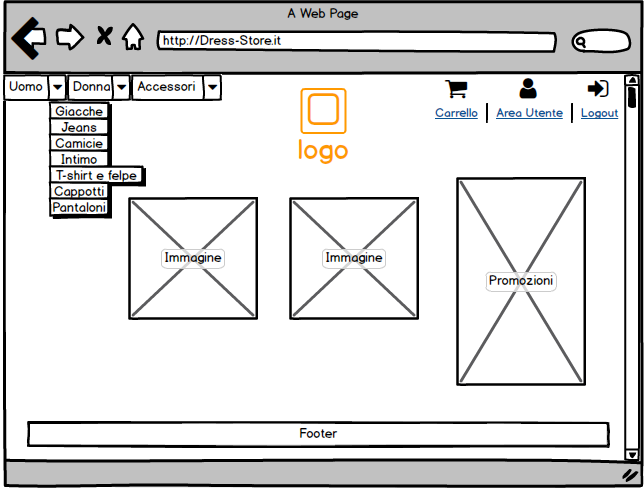 A Web Page
http://Dress-Store.it
Uomo Donna Accessori
Giacche
Jeans
Camicie
Intimo
T-shirt e felpe
Cappotti
Pantaloni
logo
Carrello Area Utente Logout
Immagine Immagine
Promozioni
Footer